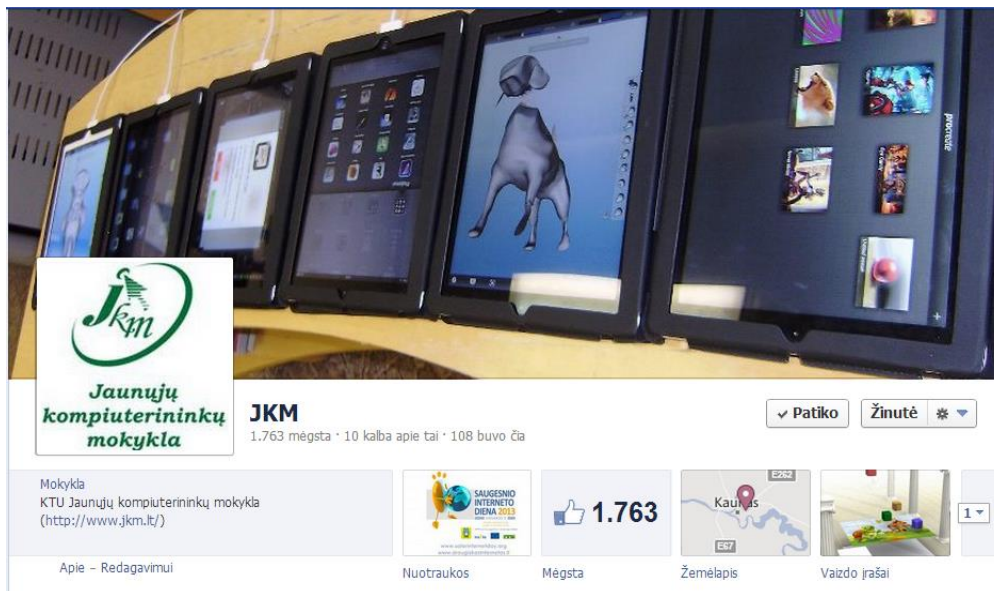 procreate
JKM
Jaunųjų
kompiuterininkų
mokykla
JKM
1.763 mėgsta · 10 kalba apie tai · 108 buvo čia
Patiko
Žinutė
Mokykla
KTU Jaunųjų kompiuterininkų mokykla
(http://www.jkm.lt/)
Apie – Redagavimui
SAUGESNIO
INTERNETO
DIENA 2013
Nuotraukos
1.763
Mėgsta
E262
Kaunas
E67
Žemėlapis
Vaizdo įrašai
1